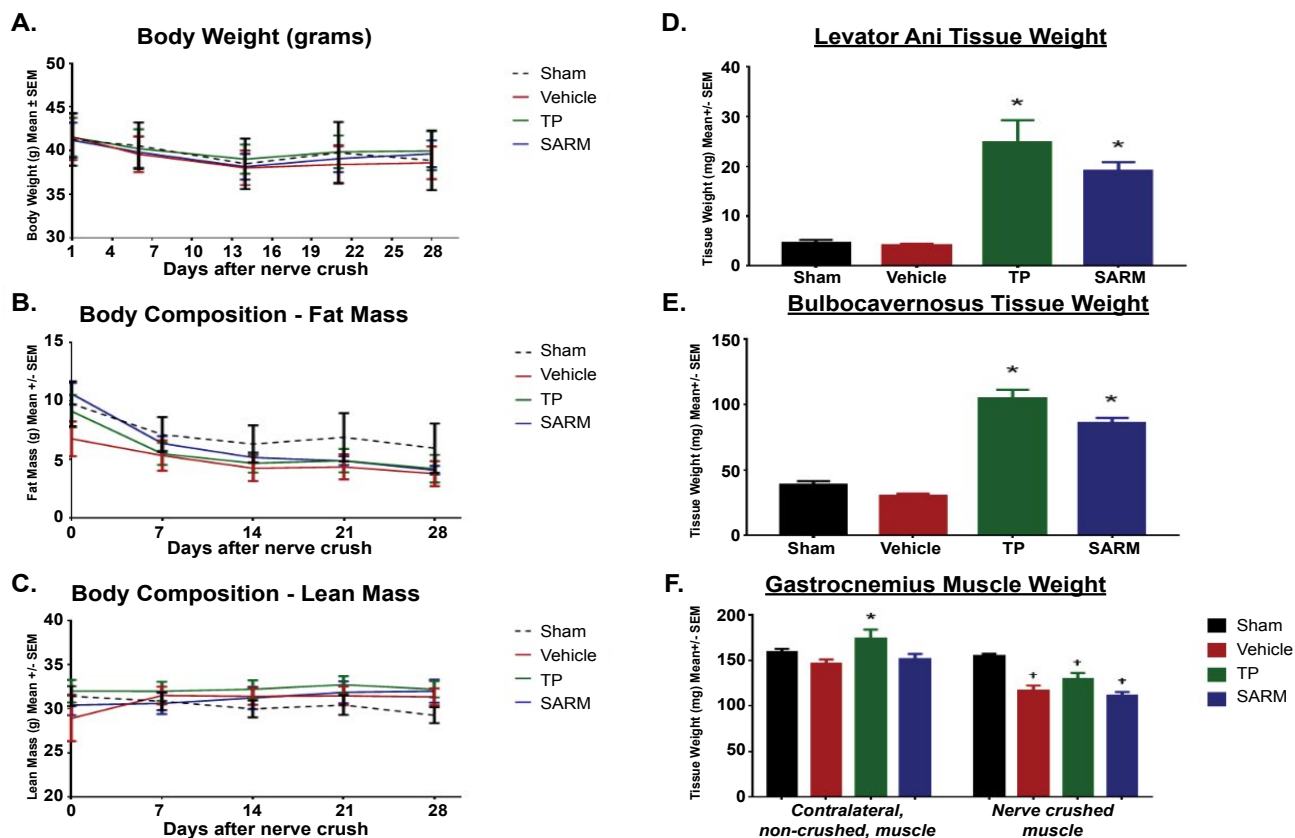 A.
Body Weight (grams)
Body Weight (g) Mean ± SEM
50
45
40
35
30
1 4 6 7 10 13 14 16 19 21 22 25 28
Days after nerve crush
Sham
Vehicle
TP
SARM
B.
Body Composition - Fat Mass
Fat Mass (g) Mean +/- SEM
15
10
5
0
0 7 14 21 28
Days after nerve crush
Sham
Vehicle
TP
SARM
C.
Body Composition - Lean Mass
Lean Mass (g) Mean +/- SEM
40
35
30
25
20
0 7 14 21 28
Days after nerve crush
Sham
Vehicle
TP
SARM
D.
Levator Ani Tissue Weight
Tissue Weight (mg) Mean+/- SEM
40
30
20
10
0
* *
Sham Vehicle TP SARM
E.
Bulbocavernosus Tissue Weight
Tissue Weight (mg) Mean+/- SEM
150
100
50
0
* *
Sham Vehicle TP SARM
F.
Gastrocnemius Muscle Weight
Tissue Weight (mg) Mean+/- SEM
200
150
100
50
0
*
† † †
Contralateral,
non-crushed, muscle
Nerve crushed
muscle
Sham
Vehicle
TP
SARM